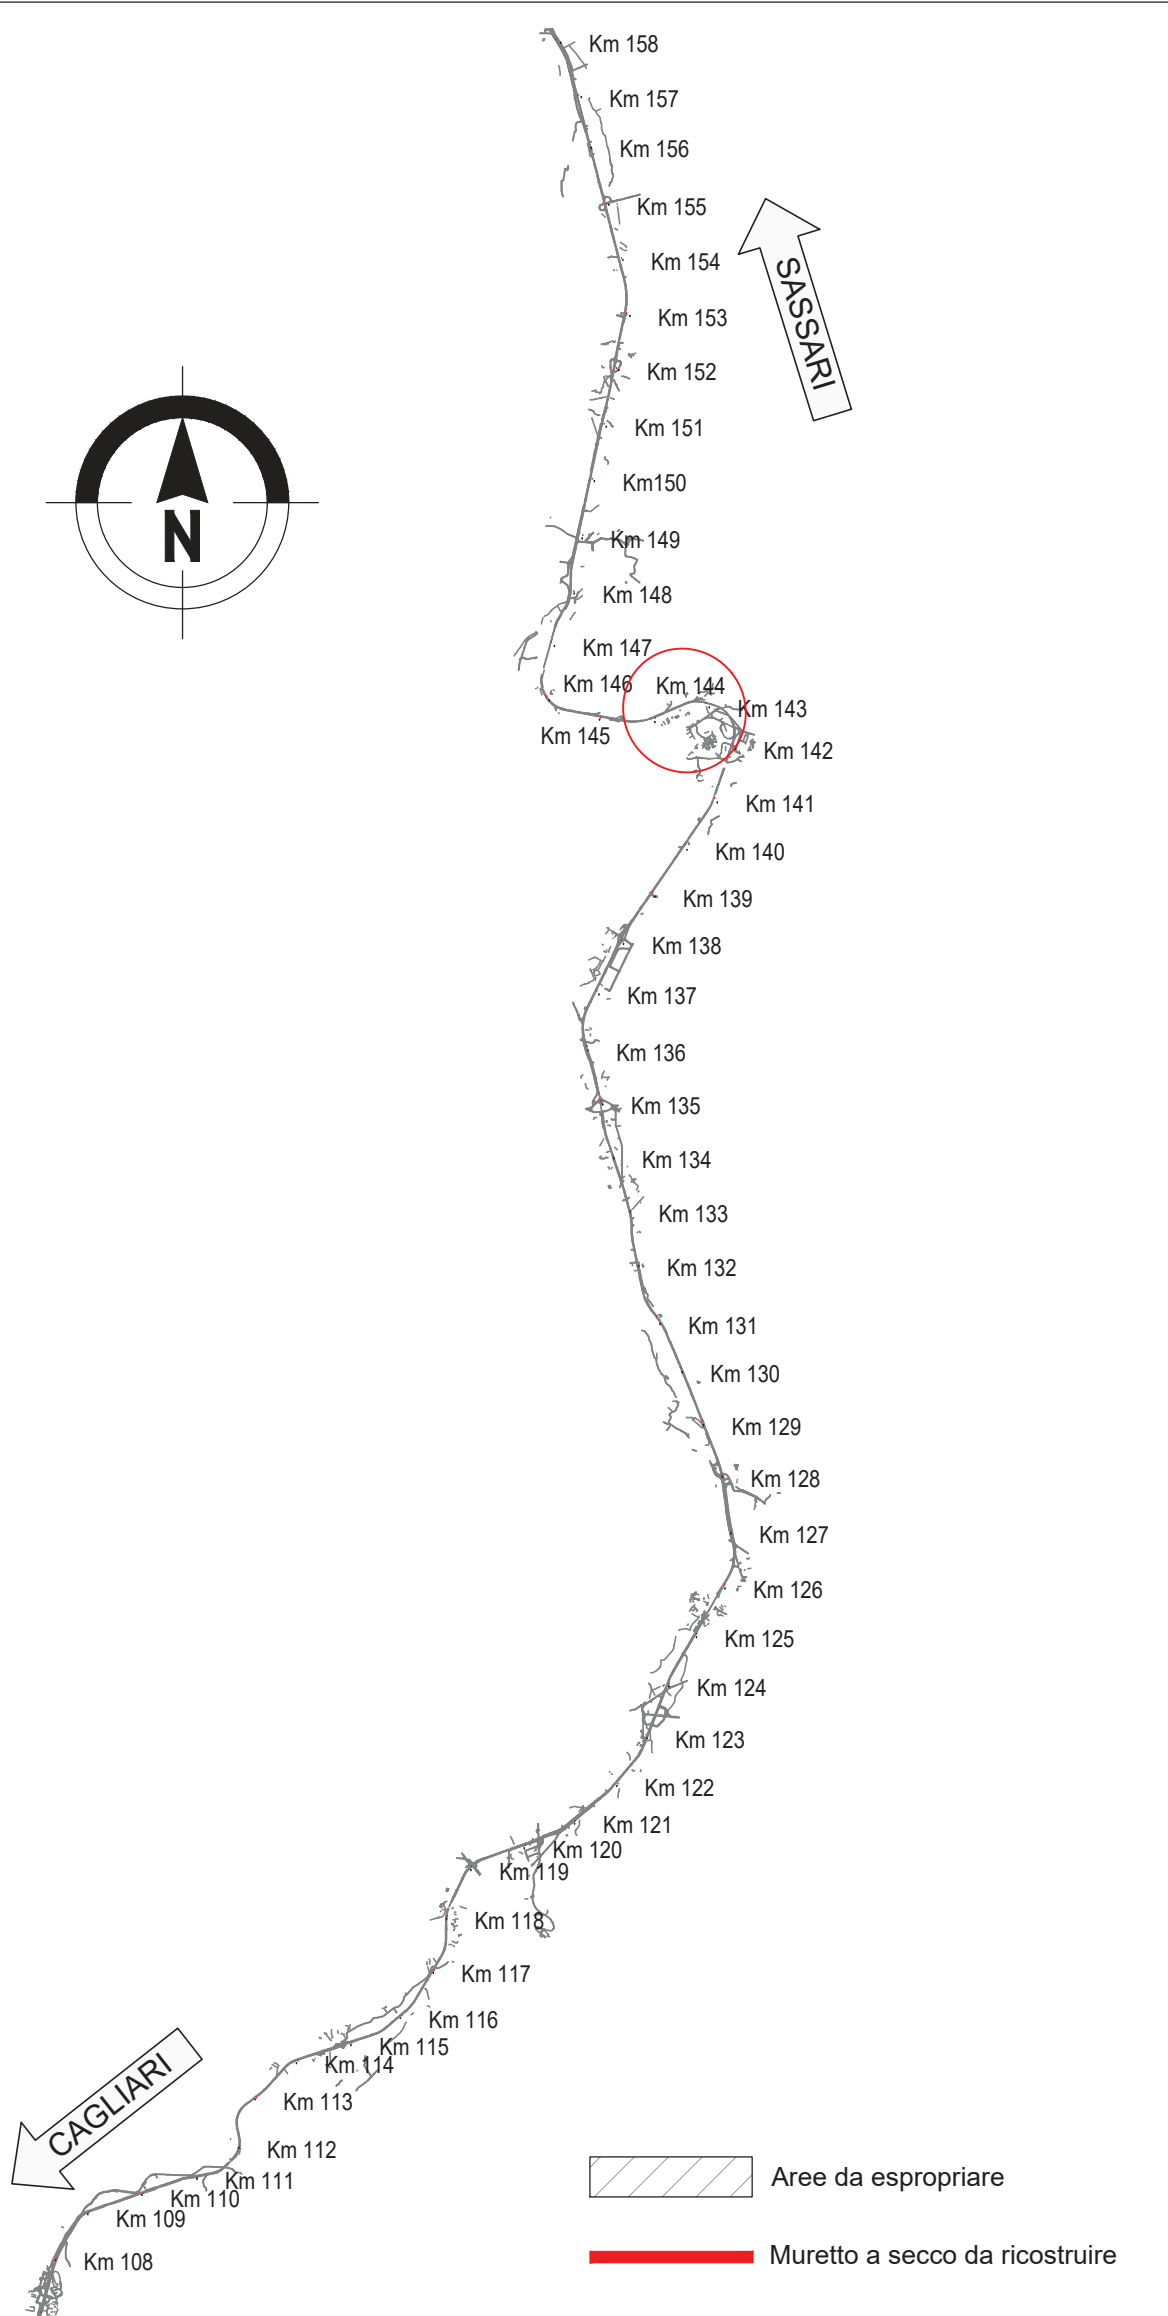 Km 158
Km 157
Km 156
Km 155
Km 154
SASSARI
Km 153
Km 152
Km 151
Km150
N
Km 149
Km 148
Km 147
Km 146
Km 144
Km 143
Km 145
Km 142
Km 141
Km 140
Km 139
Km 138
Km 137
Km 136
Km 135
Km 134
Km 133
Km 132
Km 131
Km 130
Km 129
Km 128
Km 127
Km 126
Km 125
Km 124
Km 123
Km 122
Km 121
Km 120
Km 119
Km 118
Km 117
Km 116
Km 115
Km 114
Km 113
CAGLIARI
Km 112
Km 111
Km 110
Km 109
Km 108
Aree da espropriare
Muretto a secco da ricostruire